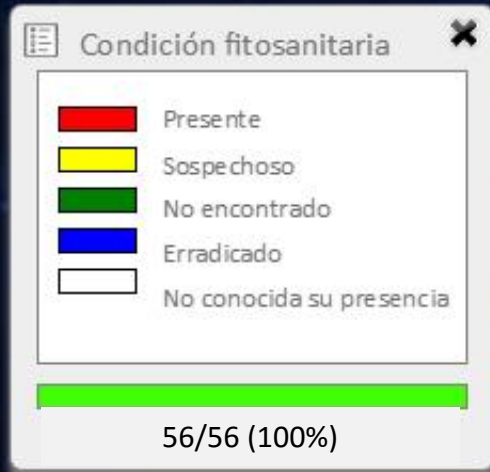 Condición fitosanitaria
Presente
Sospechoso
No encontrado
Erradicado
No conocida su presencia
56/56 (100%)